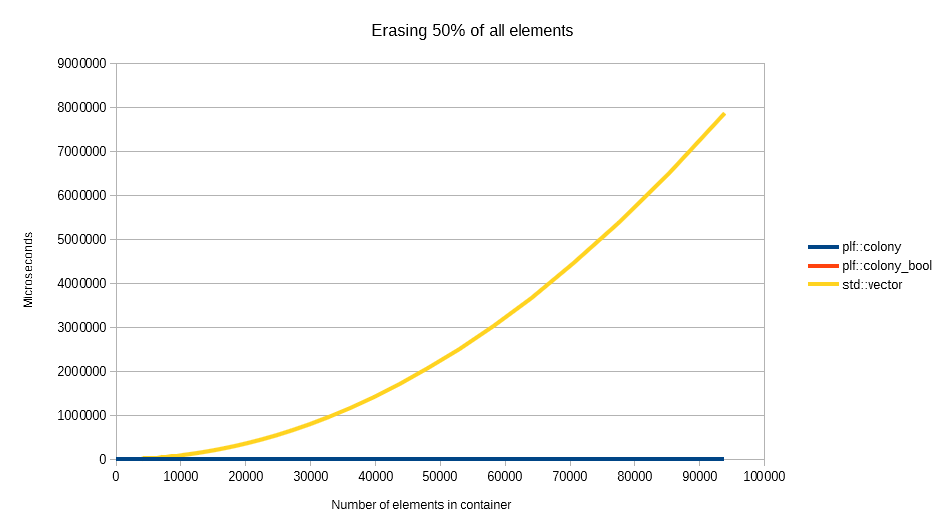 Erasing 50% of all elements
9000000
8000000
7000000
6000000
5000000
4000000
3000000
2000000
1000000
0
Microseconds
0 10000 20000 30000 40000 50000 60000 70000 80000 90000 100000
Number of elements in container
plf::colony
plf::colony_bool
std::vector